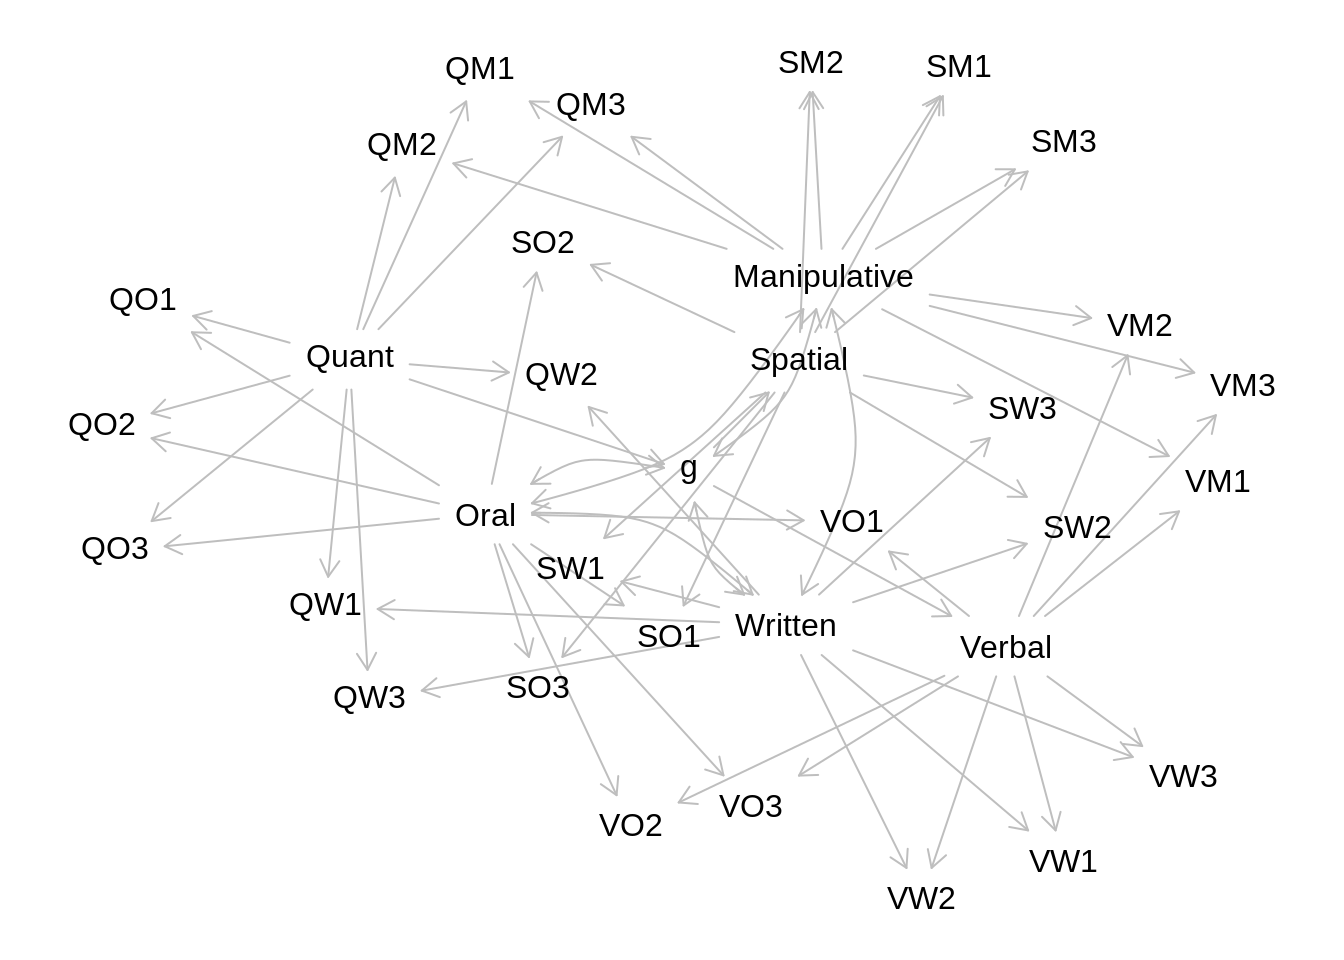 SM2
SM1
QM1
QM3
SM3
QM2
SO2
Manipulative
QO1
VM2
Quant
Spatial
QW2
VM3
SW3
QO2
g
VM1
Oral
VO1
SW2
QO3
SW1
QW1
Written
SO1
Verbal
SO3
QW3
VW3
VO3
VO2
VW1
VW2